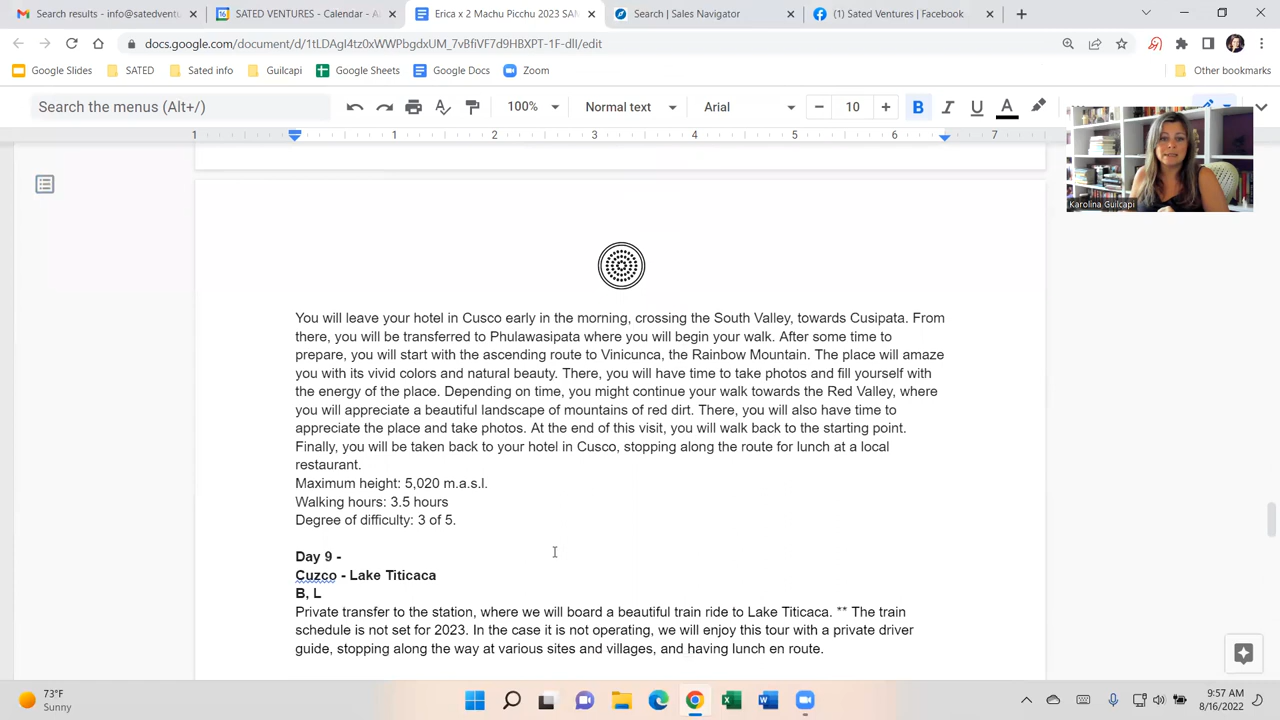 Mail received - info@sated-ventu
SATED VENTURES - Calendar - A
Erica x 2 Machu Picchu 2023 SAM
Search | Sales Navigator
(1) Sated Ventures | Facebook
docs.google.com/document/d/
Google Slides
SATED
Sated info
Guilcapi
Google Sheets
Google Docs
Zoom
Other bookmarks
Search the menus (Alt+/)
100%
Normal text
Arial
10
B
I
U
A
1
1
2
3
4
5
6
7
Karolina Guilcapi
You will leave your hotel in Cusco early in the morning, crossing the South Valley, towards Cusipata. From
there, you will be transferred to Phulawasipata where you will begin your walk. After some time to
prepare, you will start with the ascending route to Vinicunca, the Rainbow Mountain. The place will amaze
you with its vivid colors and natural beauty. There, you will have time to take photos and fill yourself with
the energy of the place. Depending on time, you might continue your walk towards the Red Valley, where
you will appreciate a beautiful landscape of mountains of red dirt. There, you will also have time to
appreciate the place and take photos. At the end of this visit, you will walk back to the starting point.
Finally, you will be taken back to your hotel in Cusco, stopping along the route for lunch at a local
restaurant.
Maximum height: 5,020 m.a.s.l.
Walking hours: 3.5 hours
Degree of difficulty: 3 of 5.
Day 9 -
Cuzco - Lake Titicaca
B, L
Private transfer to the station, where we will board a beautiful train ride to Lake Titicaca. ** The train
schedule is not set for 2023. In the case it is not operating, we will enjoy this tour with a private driver
guide, stopping along the way at various sites and villages, and having lunch en route.
73°F
Sunny
9:57 AM
8/16/2022